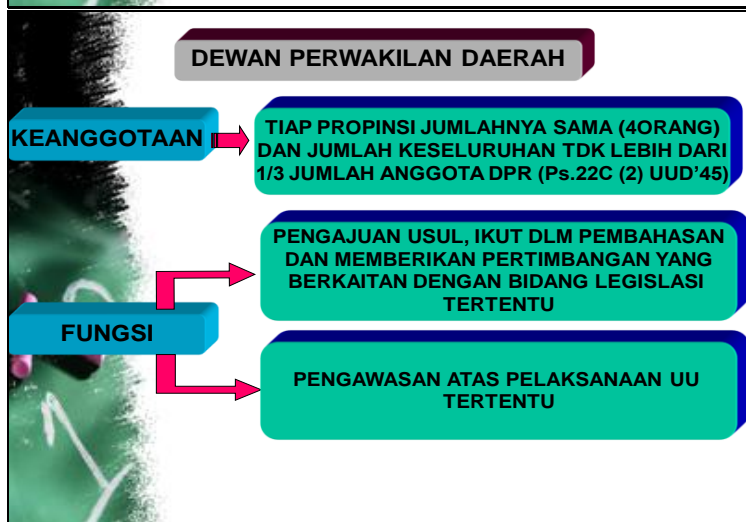 DEWAN PERWAKILAN DAERAH
KEANGGOTAAN
TIAP PROPINSI JUMLAHNYA SAMA (4ORANG)
DAN JUMLAH KESELURUHAN TDK LEBIH DARI
1/3 JUMLAH ANGGOTA DPR (Ps.22C (2) UUD’45)
PENGAJUAN USUL, IKUT DLM PEMBAHASAN
DAN MEMBERIKAN PERTIMBANGAN YANG
BERKAITAN DENGAN BIDANG LEGISLASI
TERTENTU
FUNGSI
PENGAWASAN ATAS PELAKSANAAN UU
TERTENTU